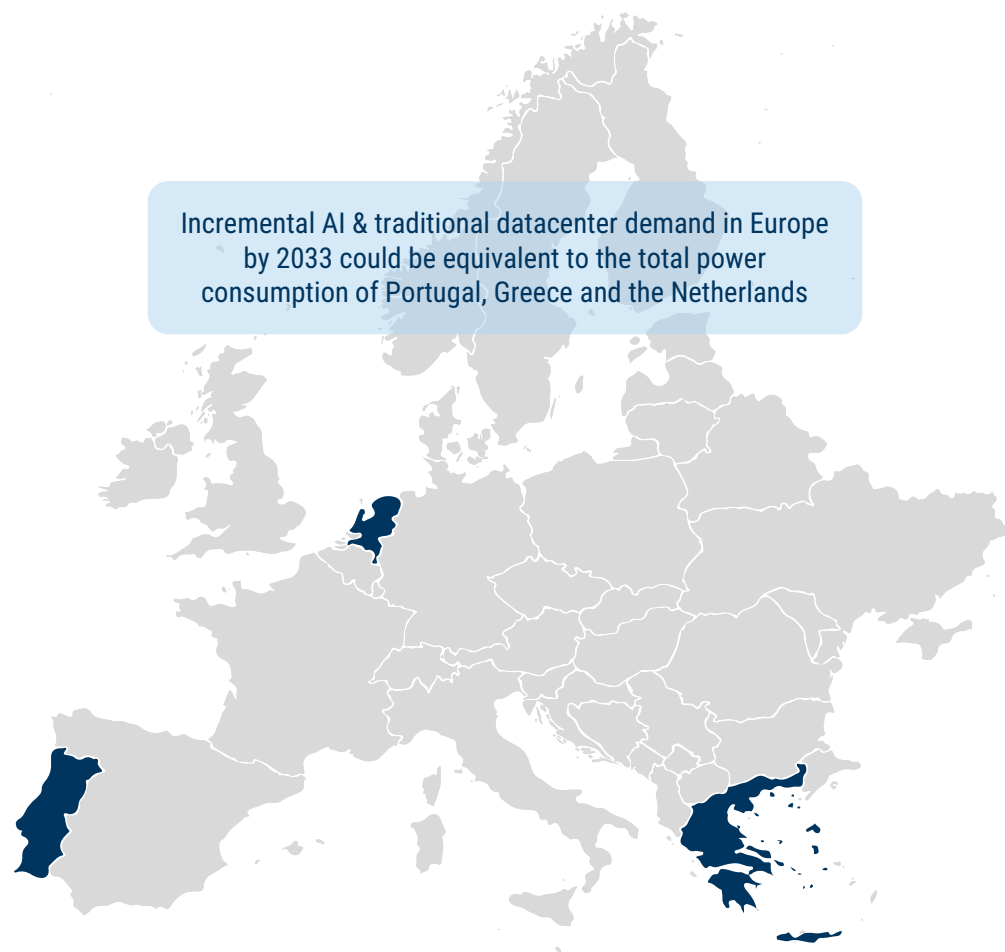 Incremental AI & traditional datacenter demand in Europe
by 2033 could be equivalent to the total power
consumption of Portugal, Greece and the Netherlands